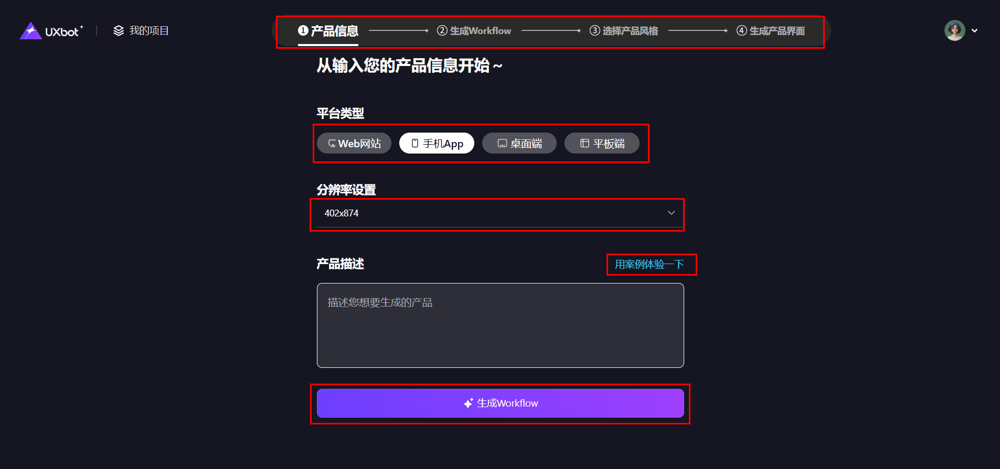 UXbot
我的项目
1 产品信息
2 生成Workflow
3 选择产品风格
4 生成产品界面
从输入您的产品信息开始～
平台类型
Web网站
手机App
桌面端
平板端
分辨率设置
402x874
产品描述
用案例体验一下
描述您想要生成的产品
生成Workflow